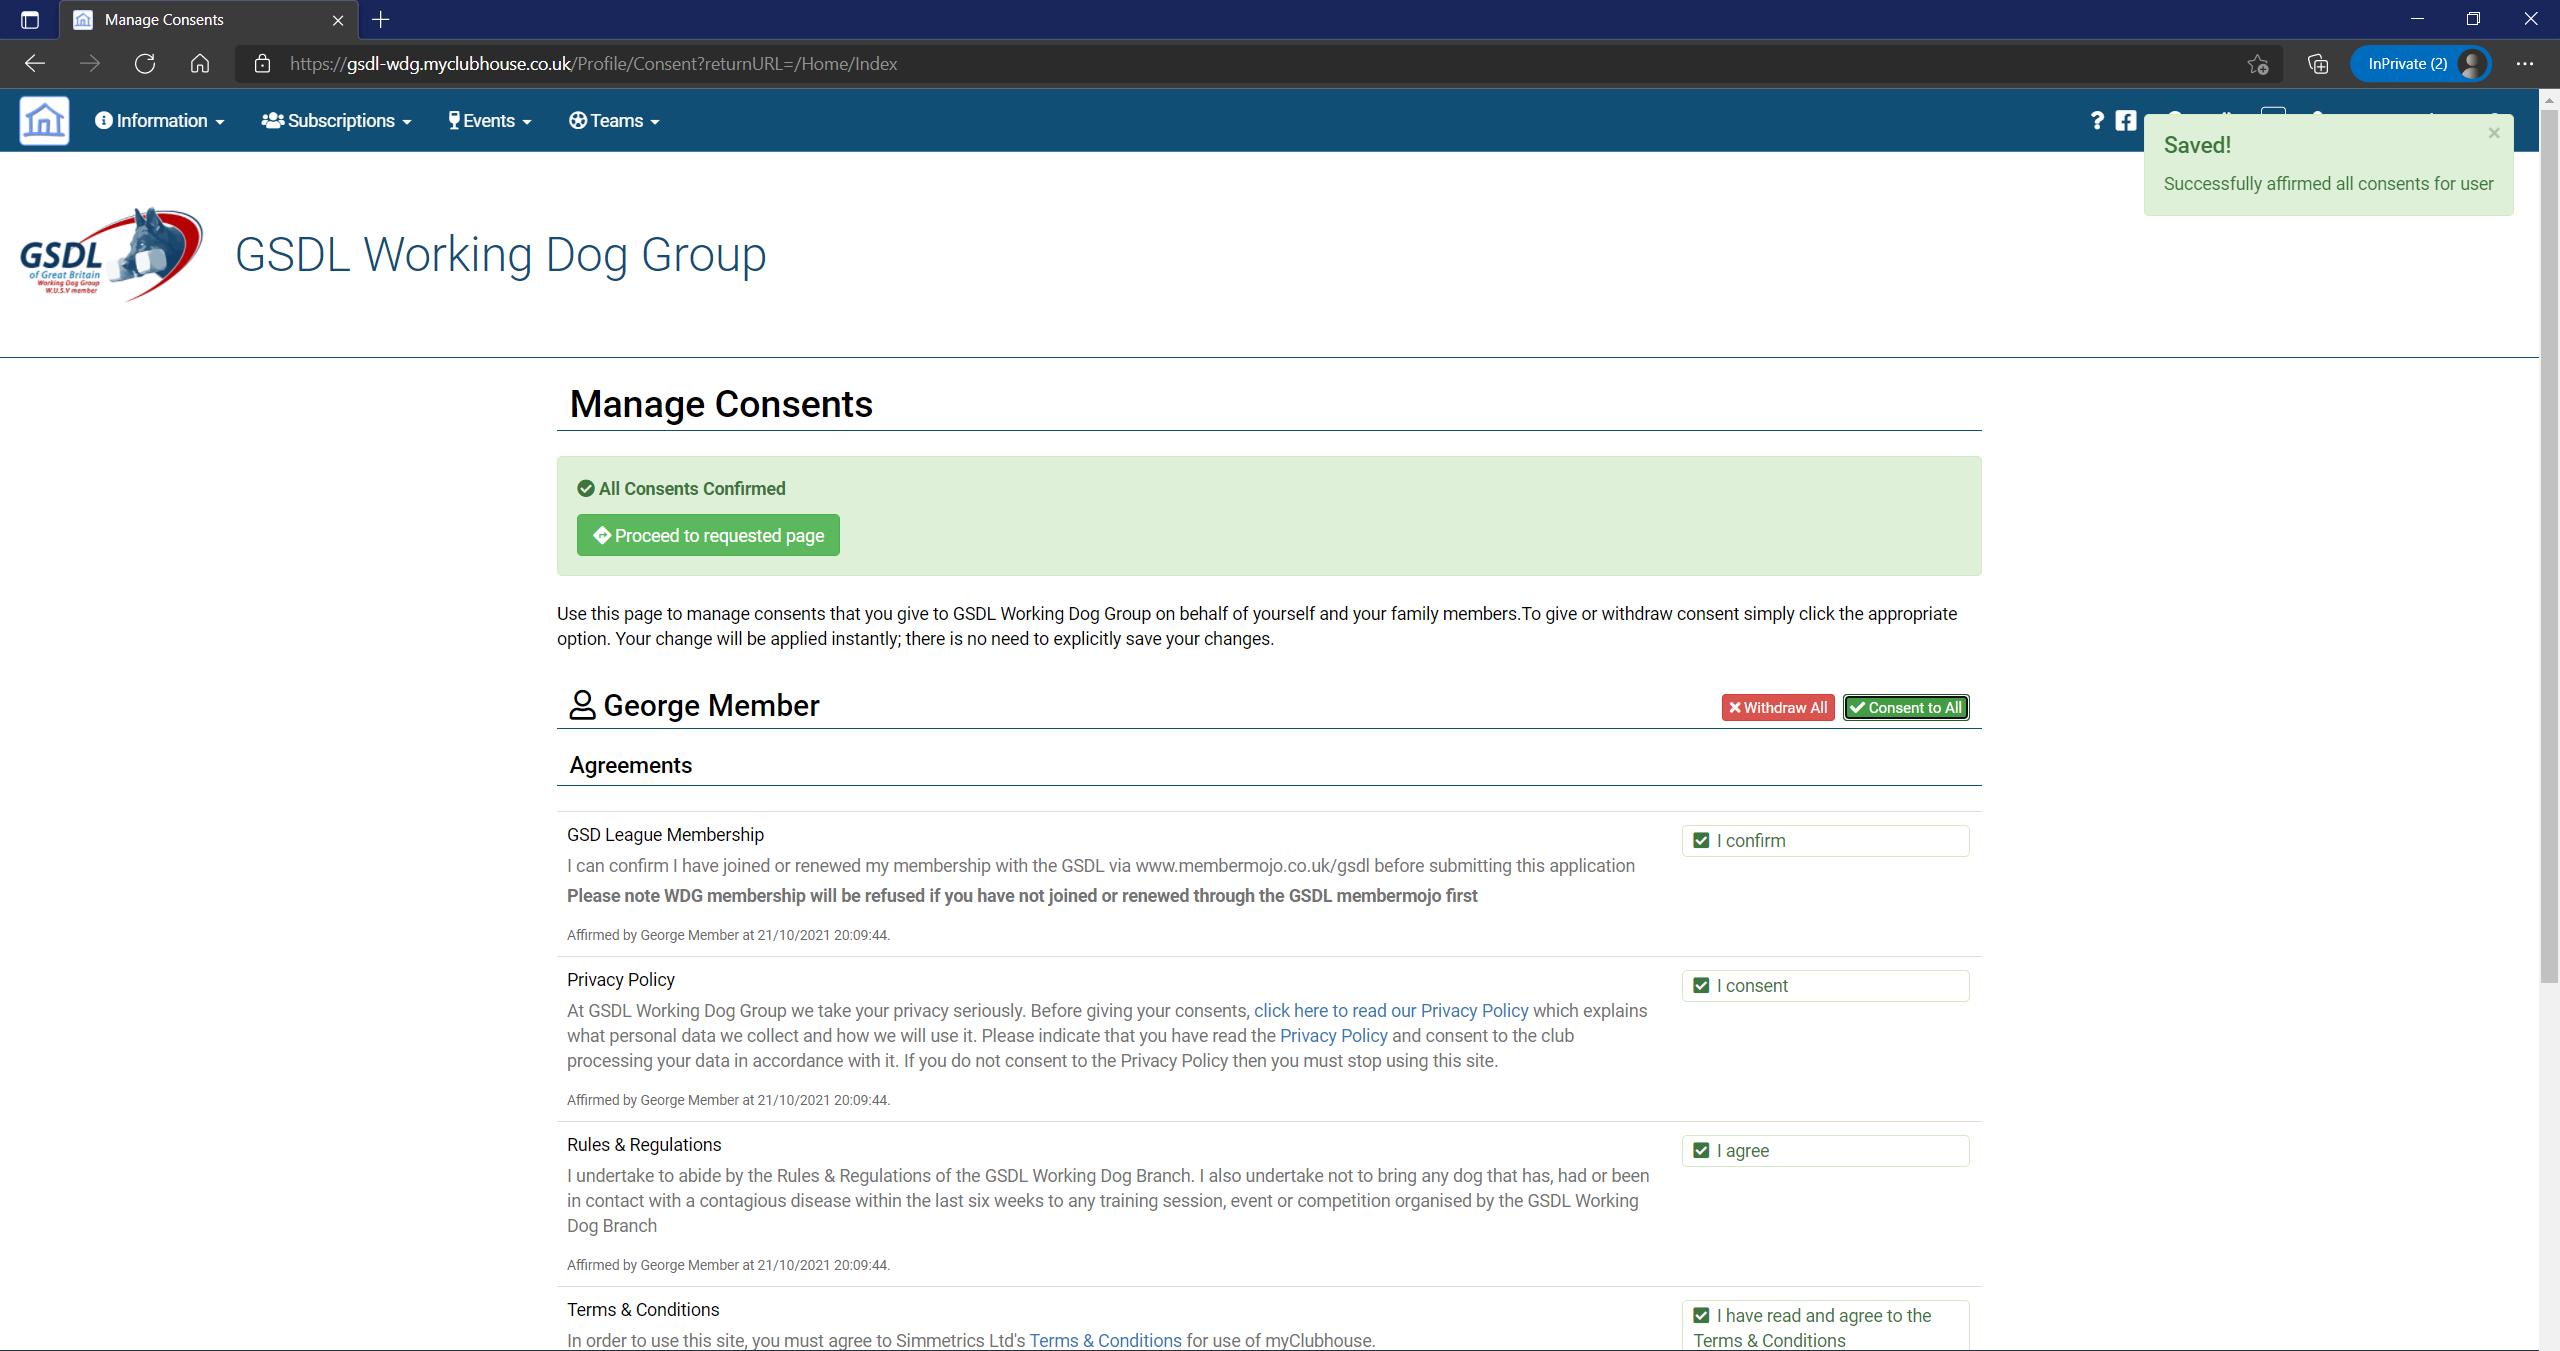 Manage Consents
https://gsdl-wdg.myclubhouse.co.uk/Profile/Consent?returnURL=/Home/Index
InPrivate (2)
Information
Subscriptions
Events
Teams
?
Saved!
Successfully affirmed all consents for user
GSDL
of Great Britain
Working Dog Group
W.U.S.V member
GSDL Working Dog Group
Manage Consents
All Consents Confirmed
Proceed to requested page
Use this page to manage consents that you give to GSDL Working Dog Group on behalf of yourself and your family members.To give or withdraw consent simply click the appropriate
option. Your change will be applied instantly; there is no need to explicitly save your changes.
George Member
Withdraw All
Consent to All
Agreements
GSD League Membership
I confirm
I can confirm I have joined or renewed my membership with the GSDL via www.membermojo.co.uk/gsdl before submitting this application
Please note WDG membership will be refused if you have not joined or renewed through the GSDL membermojo first
Affirmed by George Member at 21/10/2021 20:09:44.
Privacy Policy
I consent
At GSDL Working Dog Group we take your privacy seriously. Before giving your consents, click here to read our Privacy Policy which explains
what personal data we collect and how we will use it. Please indicate that you have read the Privacy Policy and consent to the club
processing your data in accordance with it. If you do not consent to the Privacy Policy then you must stop using this site.
Affirmed by George Member at 21/10/2021 20:09:44.
Rules & Regulations
I agree
I undertake to abide by the Rules & Regulations of the GSDL Working Dog Branch. I also undertake not to bring any dog that has, had or been
in contact with a contagious disease within the last six weeks to any training session, event or competition organised by the GSDL Working
Dog Branch
Affirmed by George Member at 21/10/2021 20:09:44.
Terms & Conditions
I have read and agree to the
Terms & Conditions
In order to use this site, you must agree to Simmetrics Ltd's Terms & Conditions for use of myClubhouse.